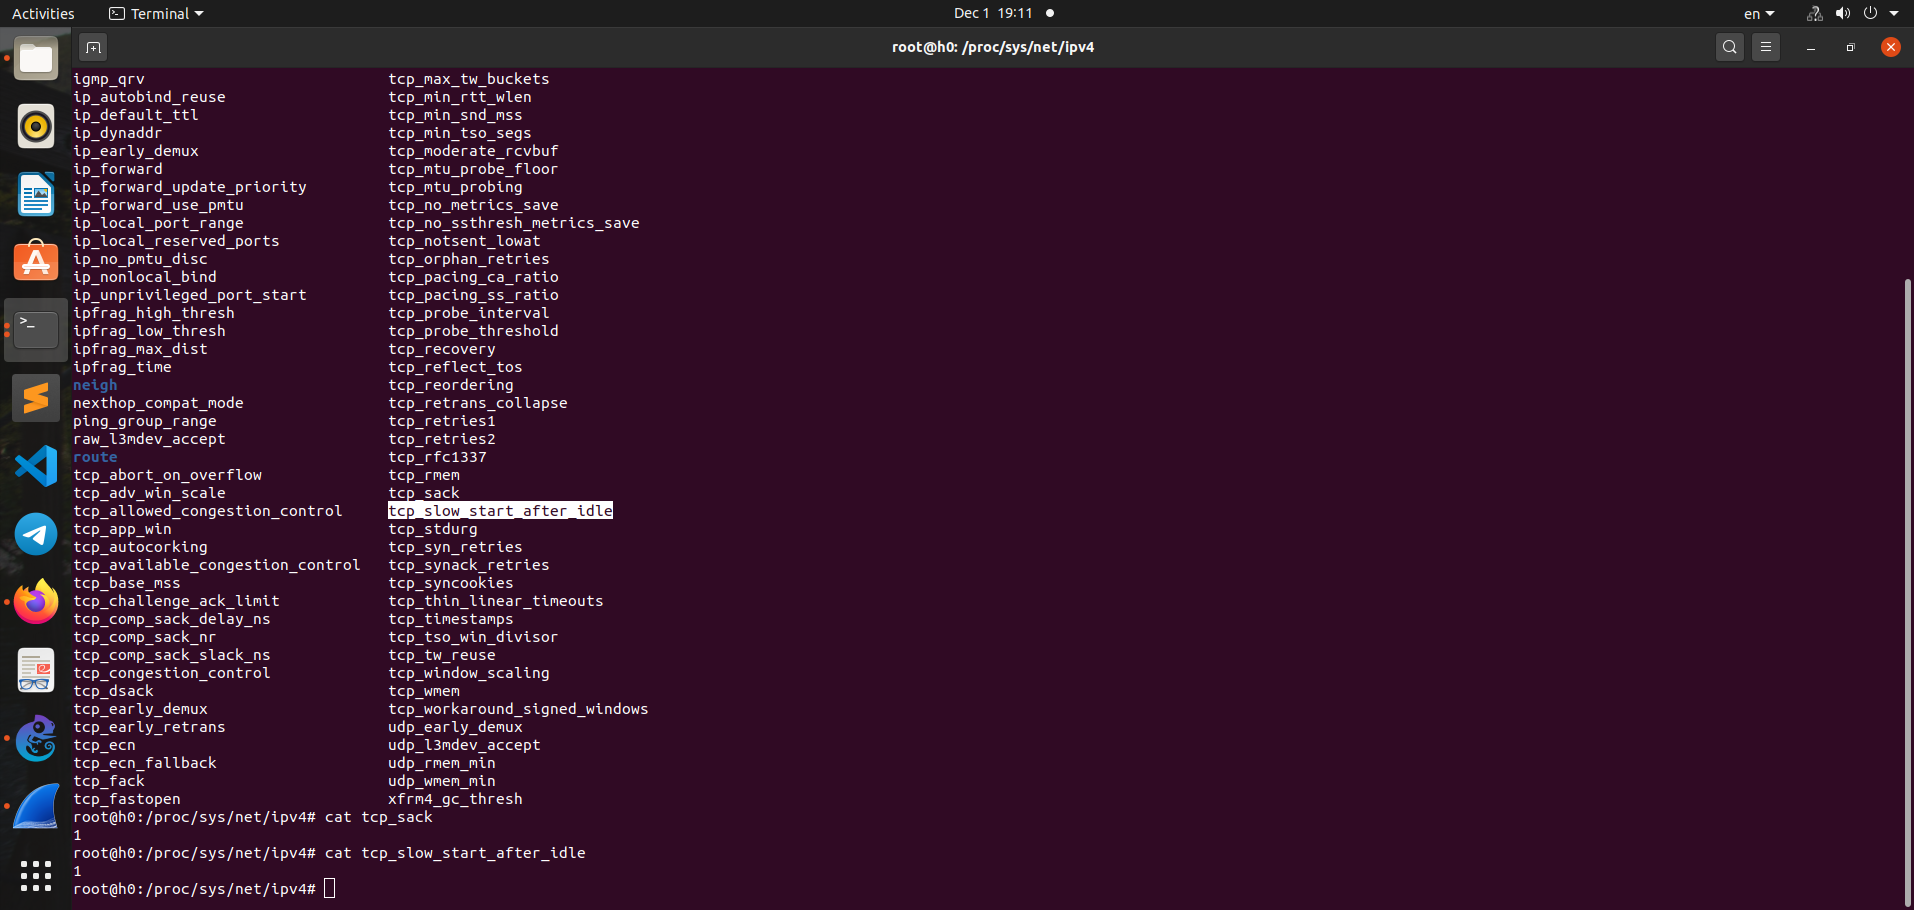 Activities Terminal Dec 1 19:11 en
root@h0: /proc/sys/net/ipv4
igmp_qrv tcp_max_tw_buckets
ip_autobind_reuse tcp_min_rtt_wlen
ip_default_ttl tcp_min_snd_mss
ip_dynaddr tcp_min_tso_segs
ip_early_demux tcp_moderate_rcvbuf
ip_forward tcp_mtu_probe_floor
ip_forward_update_priority tcp_mtu_probing
ip_forward_use_pmtu tcp_no_metrics_save
ip_local_port_range tcp_no_ssthresh_metrics_save
ip_local_reserved_ports tcp_notsent_lowat
ip_no_pmtu_disc tcp_orphan_retries
ip_nonlocal_bind tcp_pacing_ca_ratio
ip_unprivileged_port_start tcp_pacing_ss_ratio
ipfrag_high_thresh tcp_probe_interval
ipfrag_low_thresh tcp_probe_threshold
ipfrag_max_dist tcp_recovery
ipfrag_time tcp_reflect_tos
neigh tcp_reordering
nexthop_compat_mode tcp_retrans_collapse
ping_group_range tcp_retries1
raw_l3mdev_accept tcp_retries2
route tcp_rfc1337
tcp_abort_on_overflow tcp_rmem
tcp_adv_win_scale tcp_sack
tcp_allowed_congestion_control tcp_slow_start_after_idle
tcp_app_win tcp_stdurg
tcp_autocorking tcp_syn_retries
tcp_available_congestion_control tcp_synack_retries
tcp_base_mss tcp_syncookies
tcp_challenge_ack_limit tcp_thin_linear_timeouts
tcp_comp_sack_delay_ns tcp_timestamps
tcp_comp_sack_nr tcp_tso_win_divisor
tcp_comp_sack_slack_ns tcp_tw_reuse
tcp_congestion_control tcp_window_scaling
tcp_dsack tcp_wmem
tcp_early_demux tcp_workaround_signed_windows
tcp_early_retrans udp_early_demux
tcp_ecn udp_l3mdev_accept
tcp_ecn_fallback udp_rmem_min
tcp_fack udp_wmem_min
tcp_fastopen xfrm4_gc_thresh
root@h0:/proc/sys/net/ipv4# cat tcp_sack
1
root@h0:/proc/sys/net/ipv4# cat tcp_slow_start_after_idle
1
root@h0:/proc/sys/net/ipv4#